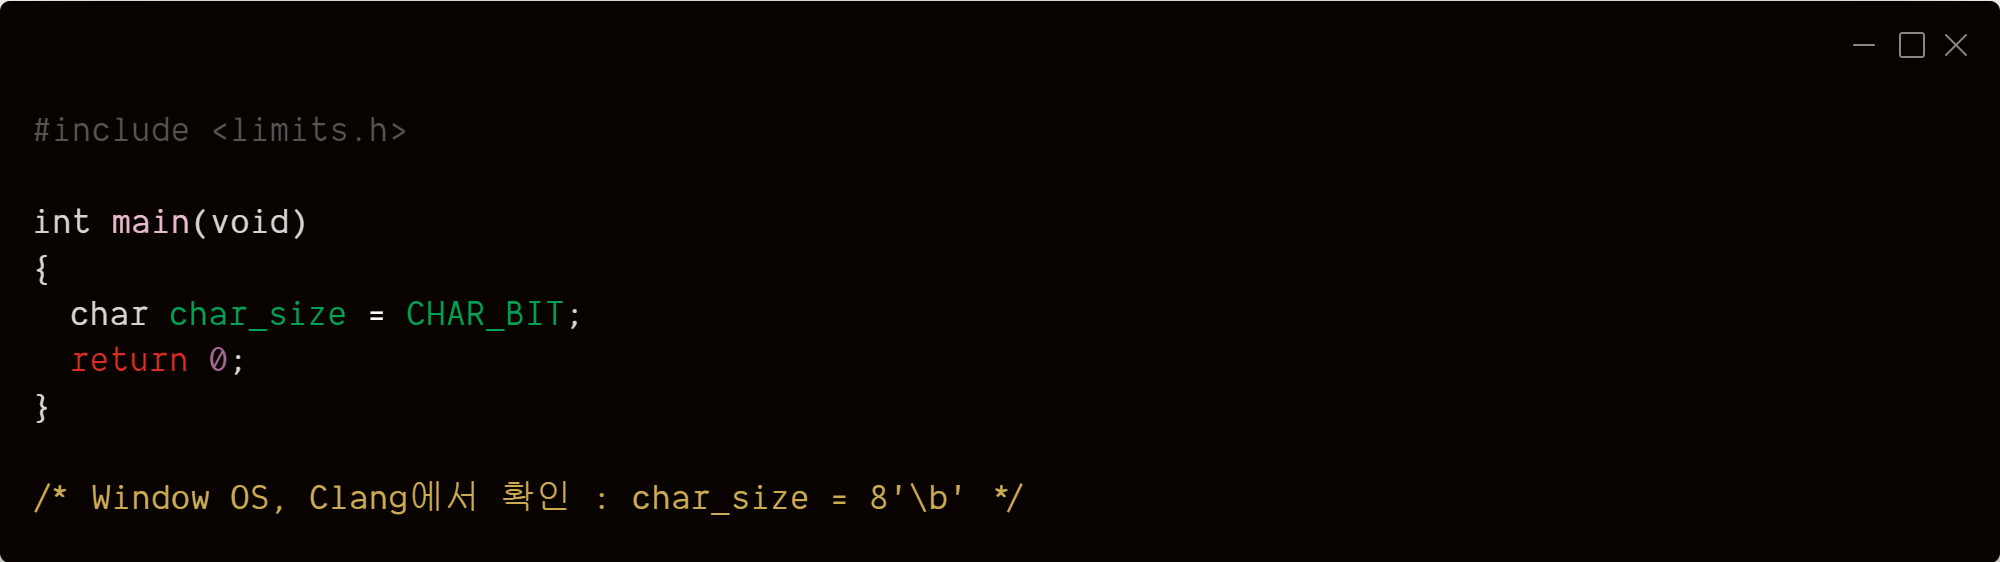 #include <limits.h>
int main(void)
{
  char char_size = CHAR_BIT;
  return 0;
}
/* Window OS, Clang에서 확인 : char_size = 8'\b' */